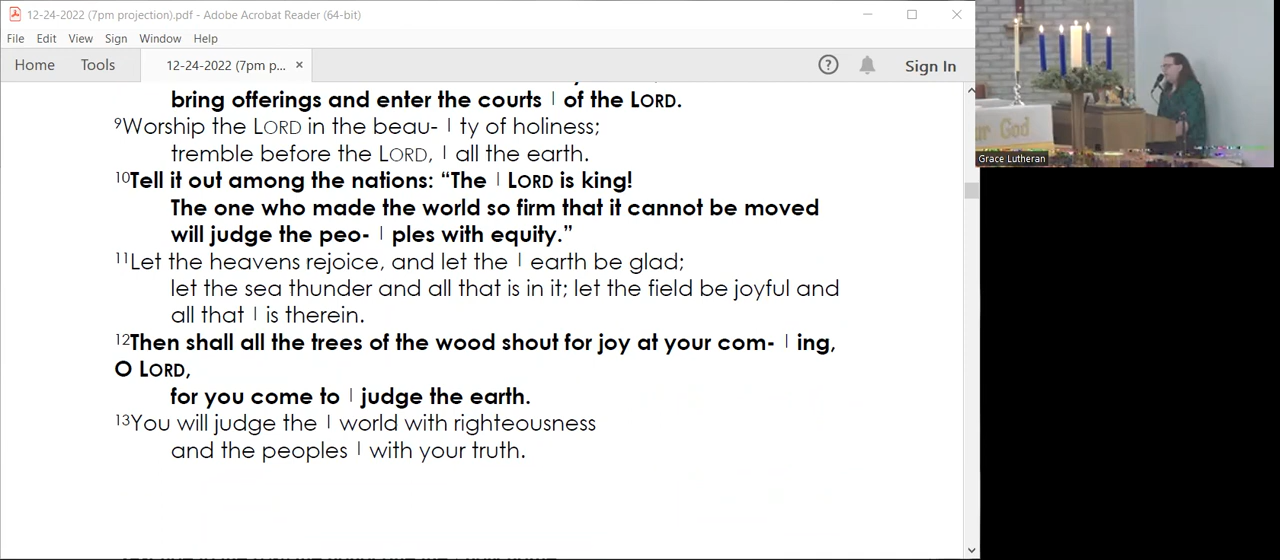 12-24-2022 (7pm projection).pdf - Adobe Acrobat Reader (64-bit)
File Edit View Sign Window Help
Home Tools 12-24-2022 (7pm p... × Sign In
bring offerings and enter the courts | of the LORD.
9Worship the LORD in the beau- | ty of holiness;
tremble before the LORD, | all the earth.
10Tell it out among the nations: “The | LORD is king!
The one who made the world so firm that it cannot be moved
will judge the peo- | ples with equity.”
11Let the heavens rejoice, and let the | earth be glad;
let the sea thunder and all that is in it; let the field be joyful and
all that | is therein.
12Then shall all the trees of the wood shout for joy at your com- | ing,
O LORD,
for you come to | judge the earth.
13You will judge the | world with righteousness
and the peoples | with your truth.
ur God
Grace Lutheran